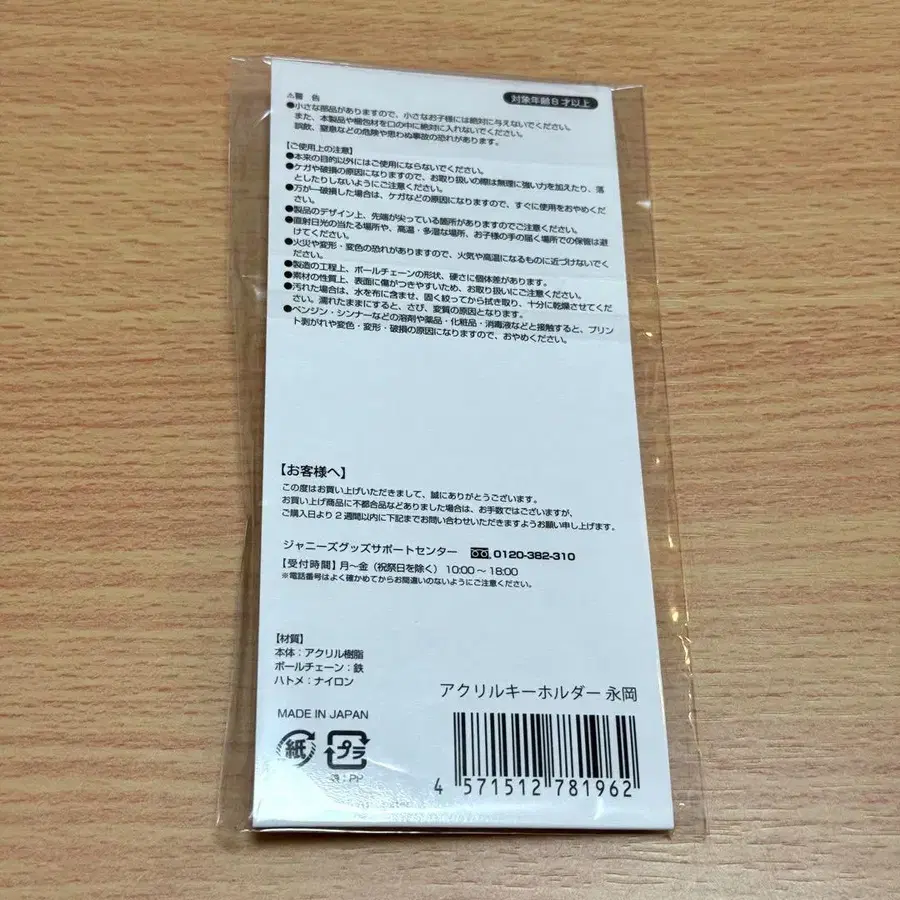 ⚠警 告
対象年齢8才以上
●小さな部品がありますので、小さなお子様には絶対に与えないでください。
また、本製品や梱包材を口の中に絶対に入れないでください。
誤飲、窒息などの危険や思わぬ事故の恐れがあります。
【ご使用上の注意】
●本来の目的以外にはご使用にならないでください。
●ケガや破損の原因になりますので、お取り扱いの際は無理に強い力を加えたり、落
としたりしないようにご注意ください。
●万が一破損した場合は、ケガなどの原因になりますので、すぐに使用をおやめくだ
さい。
●製品のデザイン上、先端が尖っている箇所がありますのでご注意ください。
●直射日光の当たる場所や、高温・多湿な場所、お子様の手の届く場所での保管は避
けてください。
●火災や変形・変色の恐れがありますので、火気や高温になるものに近づけないでく
ださい。
●製造の工程上、ボールチェーンの形状、硬さに個体差があります。
●素材の性質上、表面に傷がつきやすいため、お取り扱いにご注意ください。
●汚れた場合は、水を布に含ませ、固く絞ってから拭き取り、十分に乾燥させてくだ
さい。濡れたままにすると、さび、変質の原因となります。
●ベンジン・シンナーなどの溶剤や薬品・化粧品・消毒液などと接触すると、プリン
ト剥がれや変色・変形・破損の原因になりますので、おやめください。
【お客様へ】
この度はお買い上げいただきまして、誠にありがとうございます。
お買い上げ商品に不都合品などありました場合は、お手数ではございますが、
ご購入日より2週間以内に下記までお問い合わせいただきますようお願い申し上げます。
ジャニーズグッズサポートセンター 0120-382-310
【受付時間】月〜金(祝祭日を除く) 10:00〜18:00
※電話番号はよく確かめてからお間違いのないようにご注意ください。
【材質】
本体:アクリル樹脂
ボールチェーン:鉄
ハトメ:ナイロン
アクリルキーホルダー 永岡
MADE IN JAPAN
紙 プラ
袋:PP
4 571512 781962